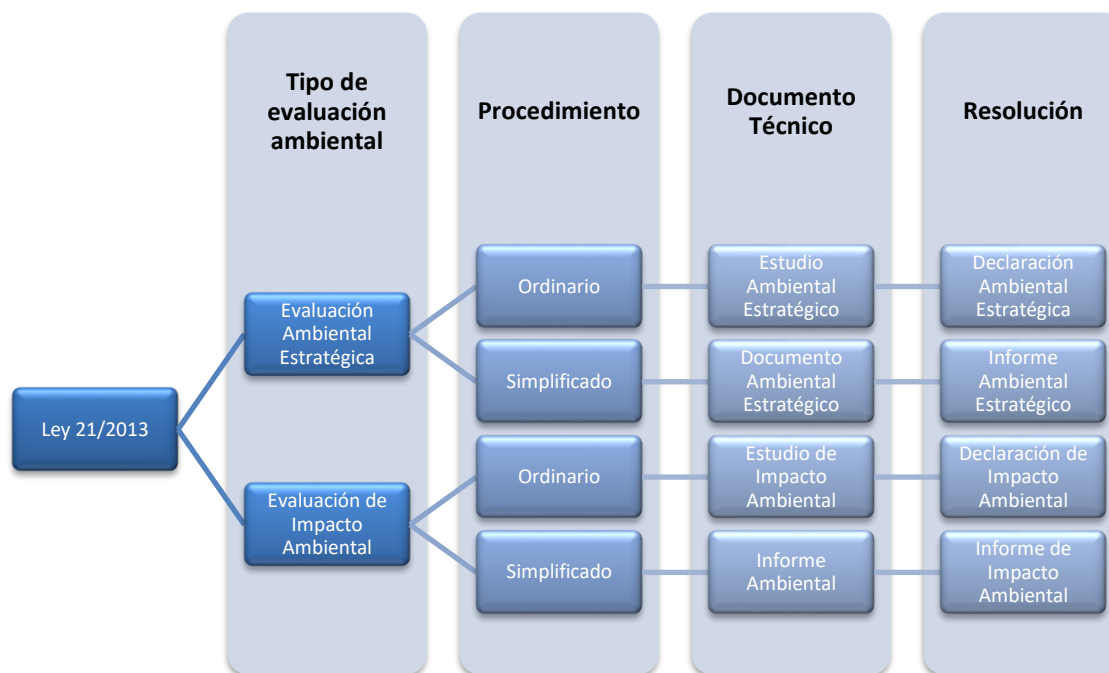 Tipo de
evaluación
ambiental
Procedimiento
Documento
Técnico
Resolución
Ley 21/2013
Evaluación
Ambiental
Estratégica
Ordinario
Estudio
Ambiental
Estratégico
Declaración
Ambiental
Estratégica
Simplificado
Documento
Ambiental
Estratégico
Informe
Ambiental
Estratégico
Evaluación de
Impacto
Ambiental
Ordinario
Estudio de
Impacto
Ambiental
Declaración de
Impacto
Ambiental
Simplificado
Informe
Ambiental
Informe de
Impacto
Ambiental